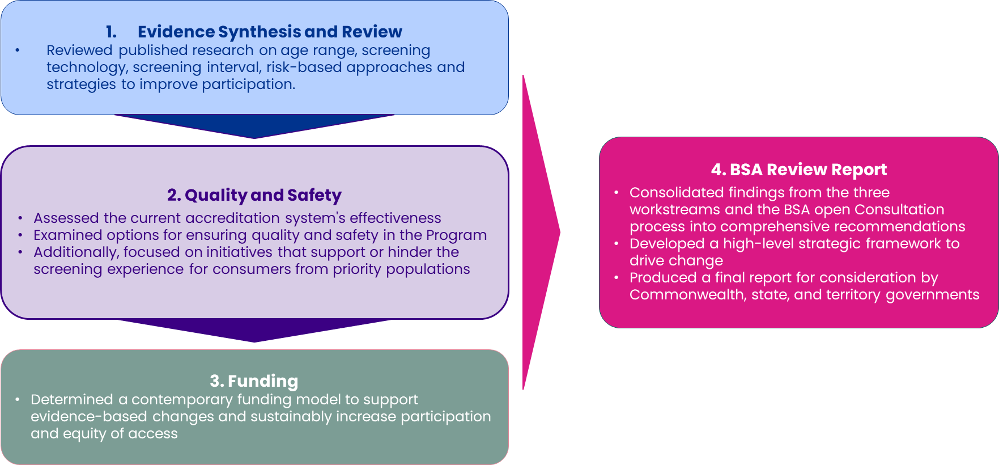 1. Evidence Synthesis and Review
• Reviewed published research on age range, screening
technology, screening interval, risk-based approaches and
strategies to improve participation.
2. Quality and Safety
• Assessed the current accreditation system's effectiveness
• Examined options for ensuring quality and safety in the Program
• Additionally, focused on initiatives that support or hinder the
screening experience for consumers from priority populations
3. Funding
• Determined a contemporary funding model to support
evidence-based changes and sustainably increase participation
and equity of access
4. BSA Review Report
• Consolidated findings from the three
workstreams and the BSA open Consultation
process into comprehensive recommendations
• Developed a high-level strategic framework to
drive change
• Produced a final report for consideration by
Commonwealth, state, and territory governments